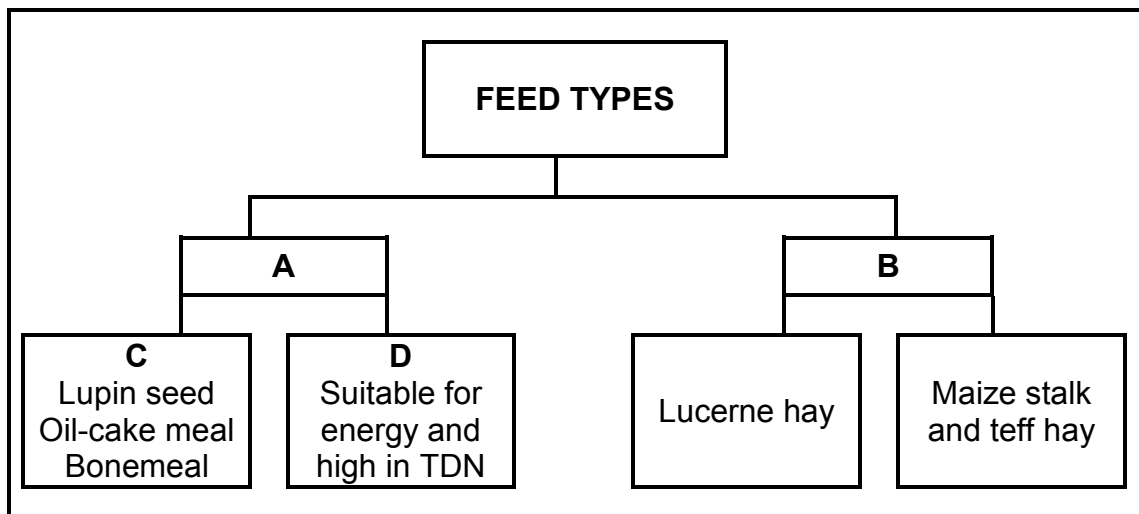 FEED TYPES
A
B
C
Lupin seed
Oil-cake meal
Bonemeal
D
Suitable for
energy and
high in TDN
Lucerne hay
Maize stalk
and teff hay